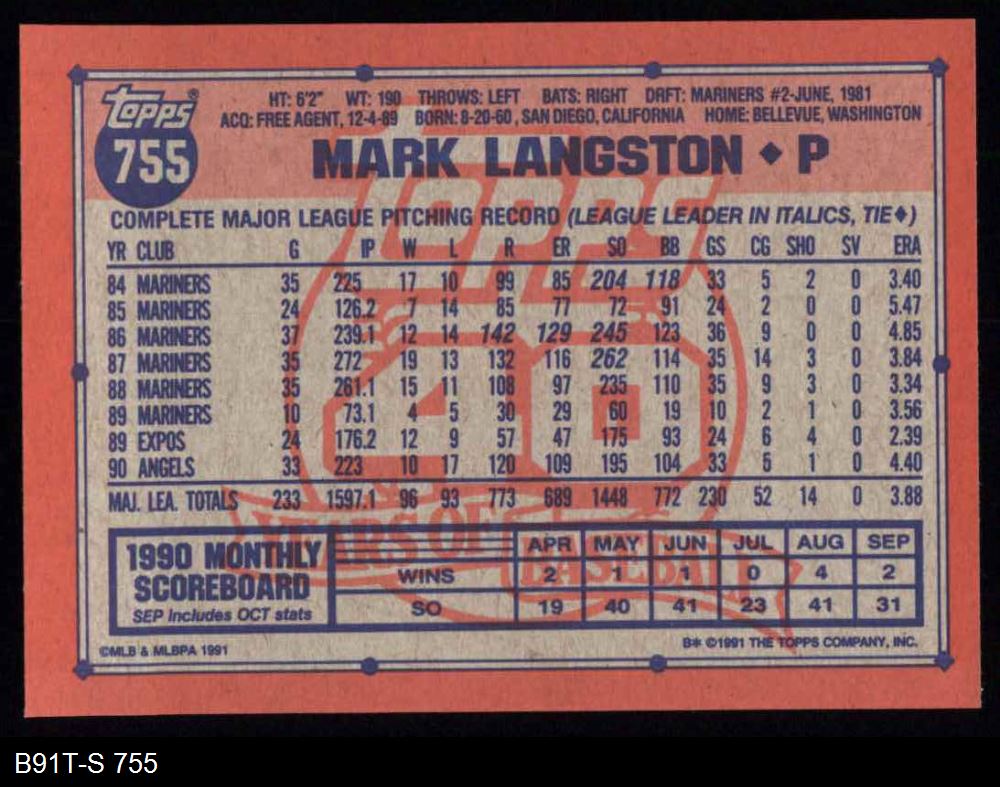 Topps®
755
HT: 6'2" WT: 190 THROWS: LEFT BATS: RIGHT DRFT: MARINERS #2-JUNE, 1981
ACQ: FREE AGENT, 12-4-89 BORN: 8-20-60, SAN DIEGO, CALIFORNIA HOME: BELLEVUE, WASHINGTON
MARK LANGSTON ◆ P
COMPLETE MAJOR LEAGUE PITCHING RECORD (LEAGUE LEADER IN ITALICS, TIE◆)
YR CLUB G IP W L R ER SO BB GS CG SHO SV ERA
84 MARINERS 35 225 17 10 99 85 204 118 33 5 2 0 3.40
85 MARINERS 24 126.2 7 14 85 77 72 91 24 2 0 0 5.47
86 MARINERS 37 239.1 12 14 142 129 245 123 36 9 0 0 4.85
87 MARINERS 35 272 19 13 132 116 262 114 35 14 3 0 3.84
88 MARINERS 35 261.1 15 11 108 97 235 110 35 9 3 0 3.34
89 MARINERS 10 73.1 4 5 30 29 60 19 10 2 1 0 3.56
89 EXPOS 24 176.2 12 9 57 47 175 93 24 6 4 0 2.39
90 ANGELS 33 223 10 17 120 109 195 104 33 5 1 0 4.40
MAJ. LEA. TOTALS 233 1597.1 96 93 773 689 1448 772 230 52 14 0 3.88
TOPPS
40
YEARS OF
BASEBALL
1990 MONTHLY
SCOREBOARD
SEP Includes OCT stats
APR MAY JUN JUL AUG SEP
WINS 2 1 1 0 4 2
SO 19 40 41 23 41 31
©MLB & MLBPA 1991
B* ©1991 THE TOPPS COMPANY, INC.
B91T-S 755